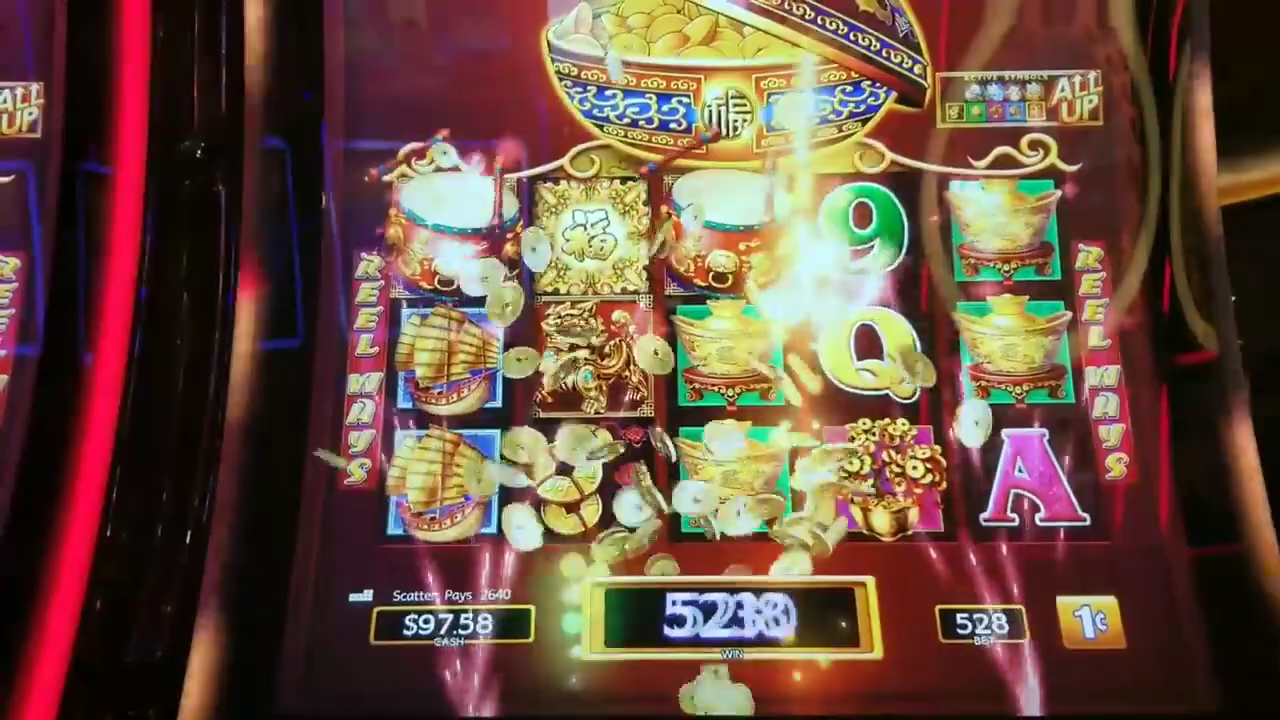 ALL
UP
ACTIVE SYMBOLS
ALL
UP
福
福
9
REEL WAYS
REEL WAYS
Q
A
Scatter Pays 2640
$97.58
CASH
WIN
528
BET
1¢